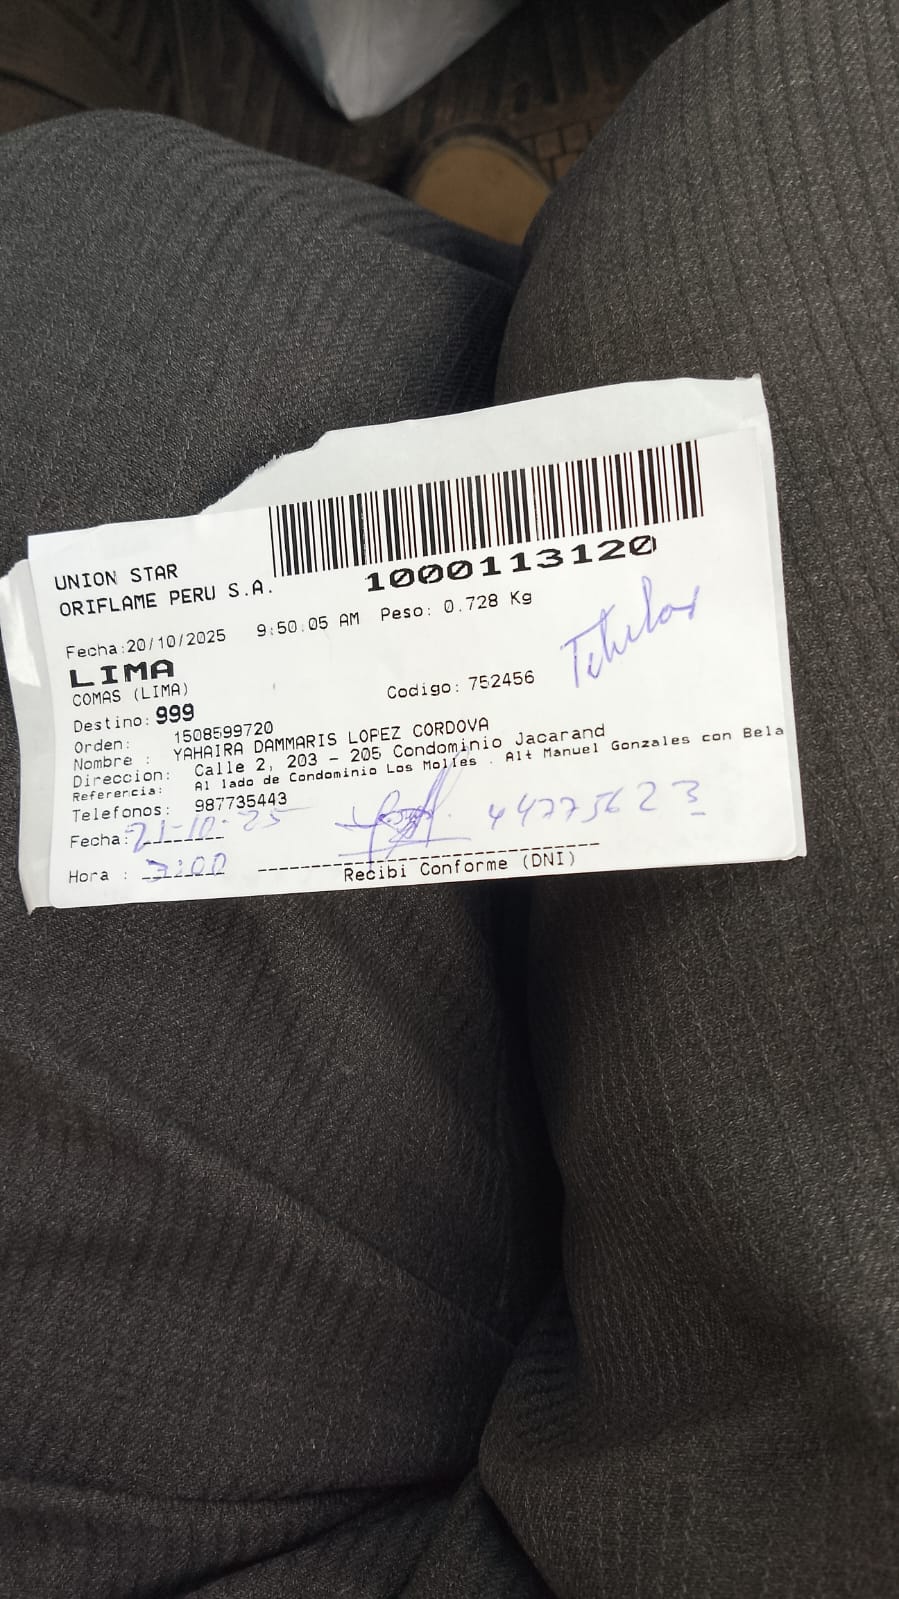 UNION STAR
ORIFLAME PERU S.A.
1000113120
Fecha:20/10/2025 9:50:05 AM Peso: 0.728 Kg
LIMA
COMAS (LIMA)
Codigo: 752456
Titular
Destino: 999
Orden: 1508599720
Nombre : YAHAIRA DAMMARIS LOPEZ CORDOVA
Direccion: Calle 2, 203 - 205 Condominio Jacarand
Referencia: Al lado de Condominio Los Molles . Alt Manuel Gonzales con Bela
Telefonos: 987735443
Fecha: 21-10-25
44775623
Hora : 3:00
Recibi Conforme (DNI)